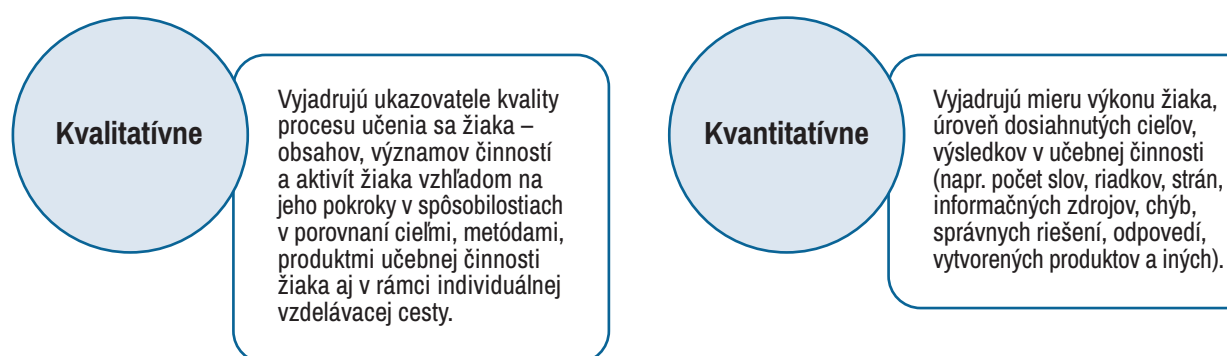 Kvalitatívne
Vyjadrujú ukazovatele kvality
procesu učenia sa žiaka –
obsahov, významov činností
a aktivít žiaka vzhľadom na
jeho pokroky v spôsobilostiach
v porovnaní cieľmi, metódami,
produktmi učebnej činnosti
žiaka aj v rámci individuálnej
vzdelávacej cesty.
Kvantitatívne
Vyjadrujú mieru výkonu žiaka,
úroveň dosiahnutých cieľov,
výsledkov v učebnej činnosti
(napr. počet slov, riadkov, strán,
informačných zdrojov, chýb,
správnych riešení, odpovedí,
vytvorených produktov a iných).